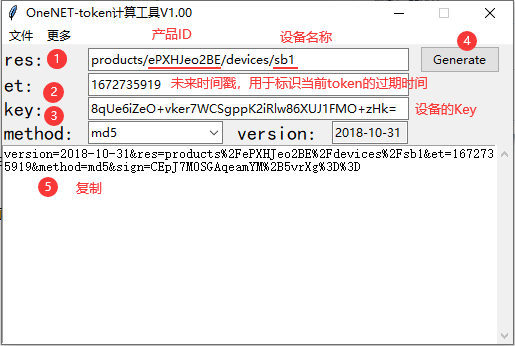 OneNET-token计算工具V1.00
文件 更多 产品ID 设备名称
res: 1 products/ePXHJeo2BE/devices/sb1 4 Generate
et: 2 1672735919 未来时间戳，用于标识当前token的过期时间
key: 3 8qUe6iZeO+vker7WCSgppK2iRlw86XUJ1FMO+zHk= 设备的Key
method: md5 version: 2018-10-31
version=2018-10-31&res=products%2FePXHJeo2BE%2Fdevices%2Fsb1&et=167273
5919&method=md5&sign=CEpJ7M0SGAqeamYM%2B5vrXg%3D%3D
5 复制